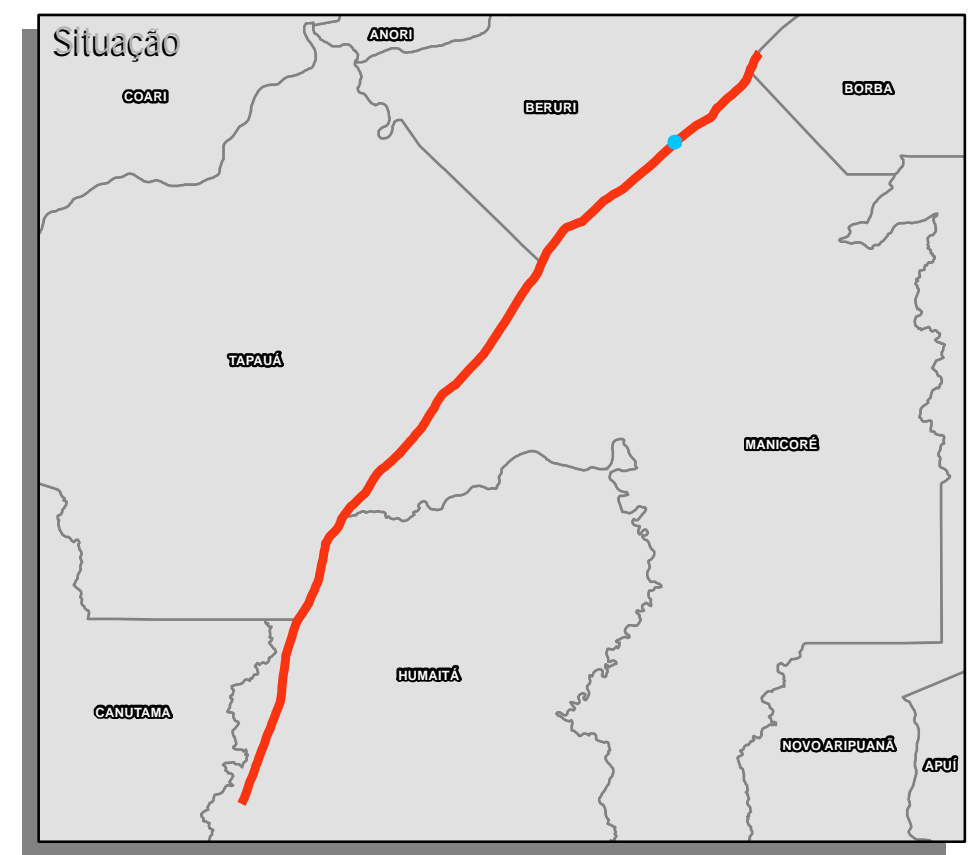 Situação
ANORI
COARI
BERURI
BORBA
TAPAUÁ
MANICORÉ
HUMAITÁ
CANUTAMA
NOVO ARIPUANÃ
APUÍ